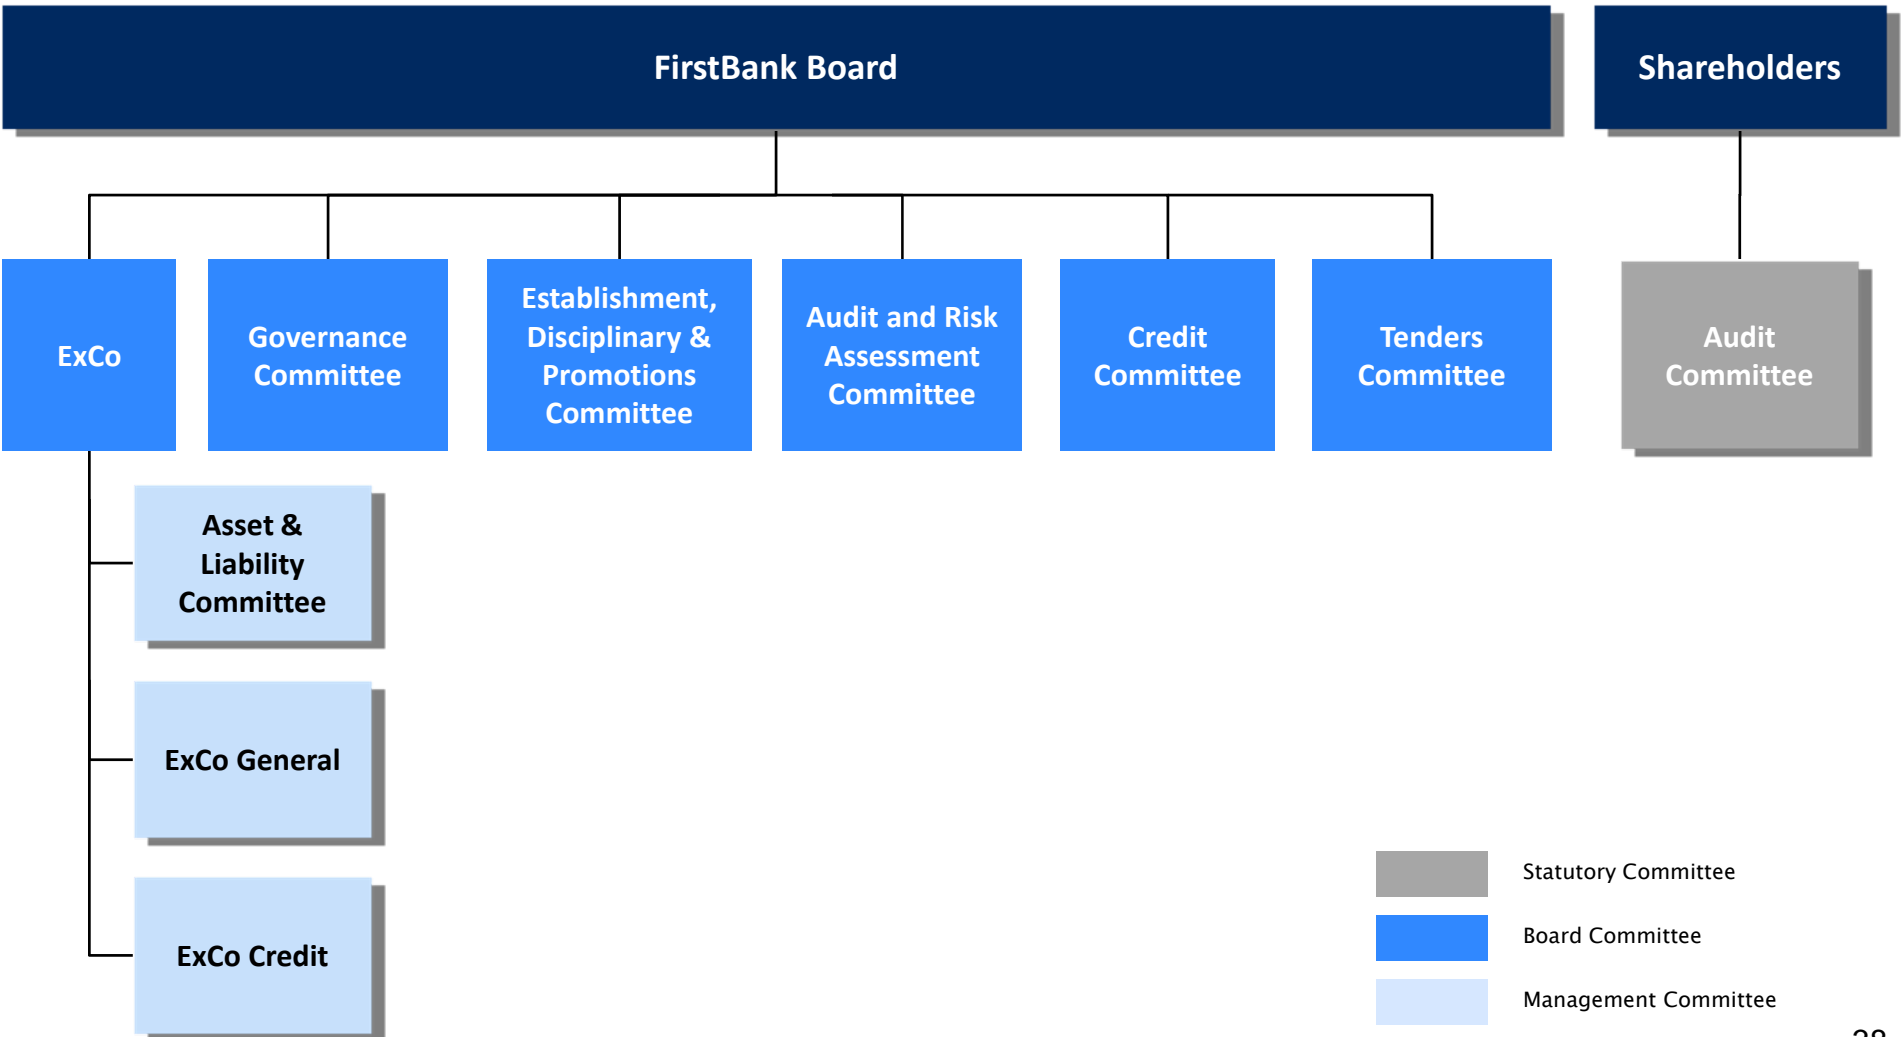 FirstBank Board
Shareholders
ExCo
Governance
Committee
Establishment,
Disciplinary &
Promotions
Committee
Audit and Risk
Assessment
Committee
Credit
Committee
Tenders
Committee
Audit
Committee
Asset &
Liability
Committee
ExCo General
ExCo Credit
Statutory Committee
Board Committee
Management Committee